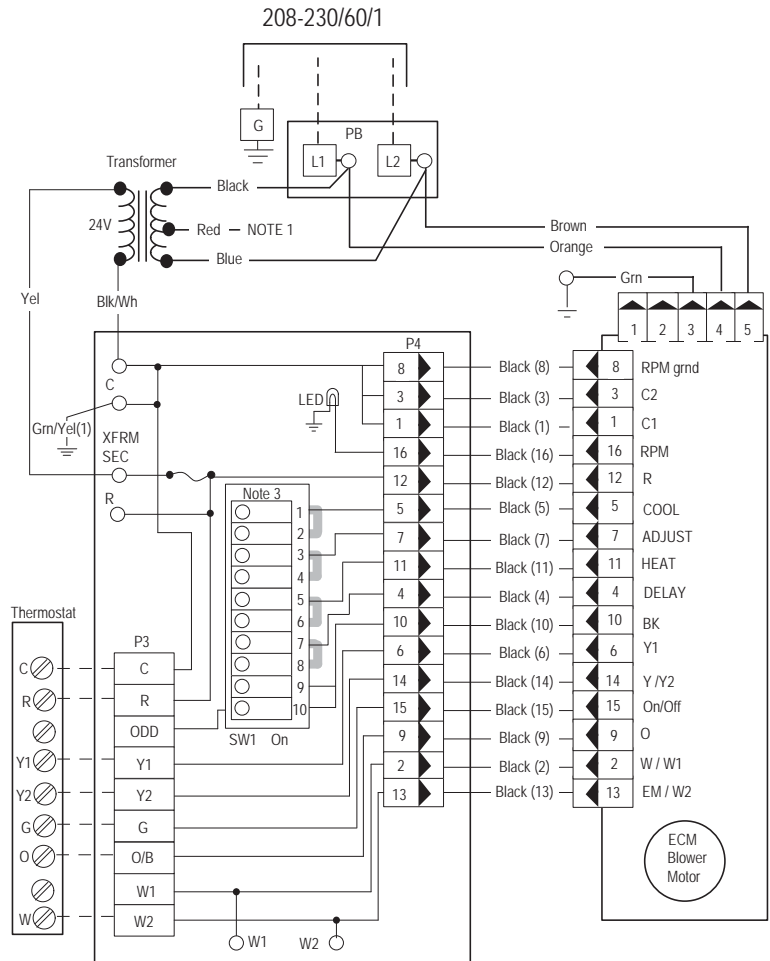 208-230/60/1
G
PB
L1
L2
Transformer
Black
24V
Red
NOTE 1
Blue
Brown
Orange
Grn
Yel
Blk/Wh
1 2 3 4 5
P4
C
LED
Grn/Yel(1)
XFRM
SEC
R
Note 3
1
2
3
4
5
6
7
8
9
10
SW1 On
8 Black (8) 8 RPM grnd
3 Black (3) 3 C2
1 Black (1) 1 C1
16 Black (16) 16 RPM
12 Black (12) 12 R
5 Black (5) 5 COOL
7 Black (7) 7 ADJUST
11 Black (11) 11 HEAT
4 Black (4) 4 DELAY
10 Black (10) 10 BK
6 Black (6) 6 Y1
14 Black (14) 14 Y /Y2
15 Black (15) 15 On/Off
9 Black (9) 9 O
2 Black (2) 2 W / W1
13 Black (13) 13 EM / W2
Thermostat
P3
C C
R R
ODD
Y1 Y1
Y2 Y2
G G
O O/B
W1
W W2
W1
W2
ECM
Blower
Motor